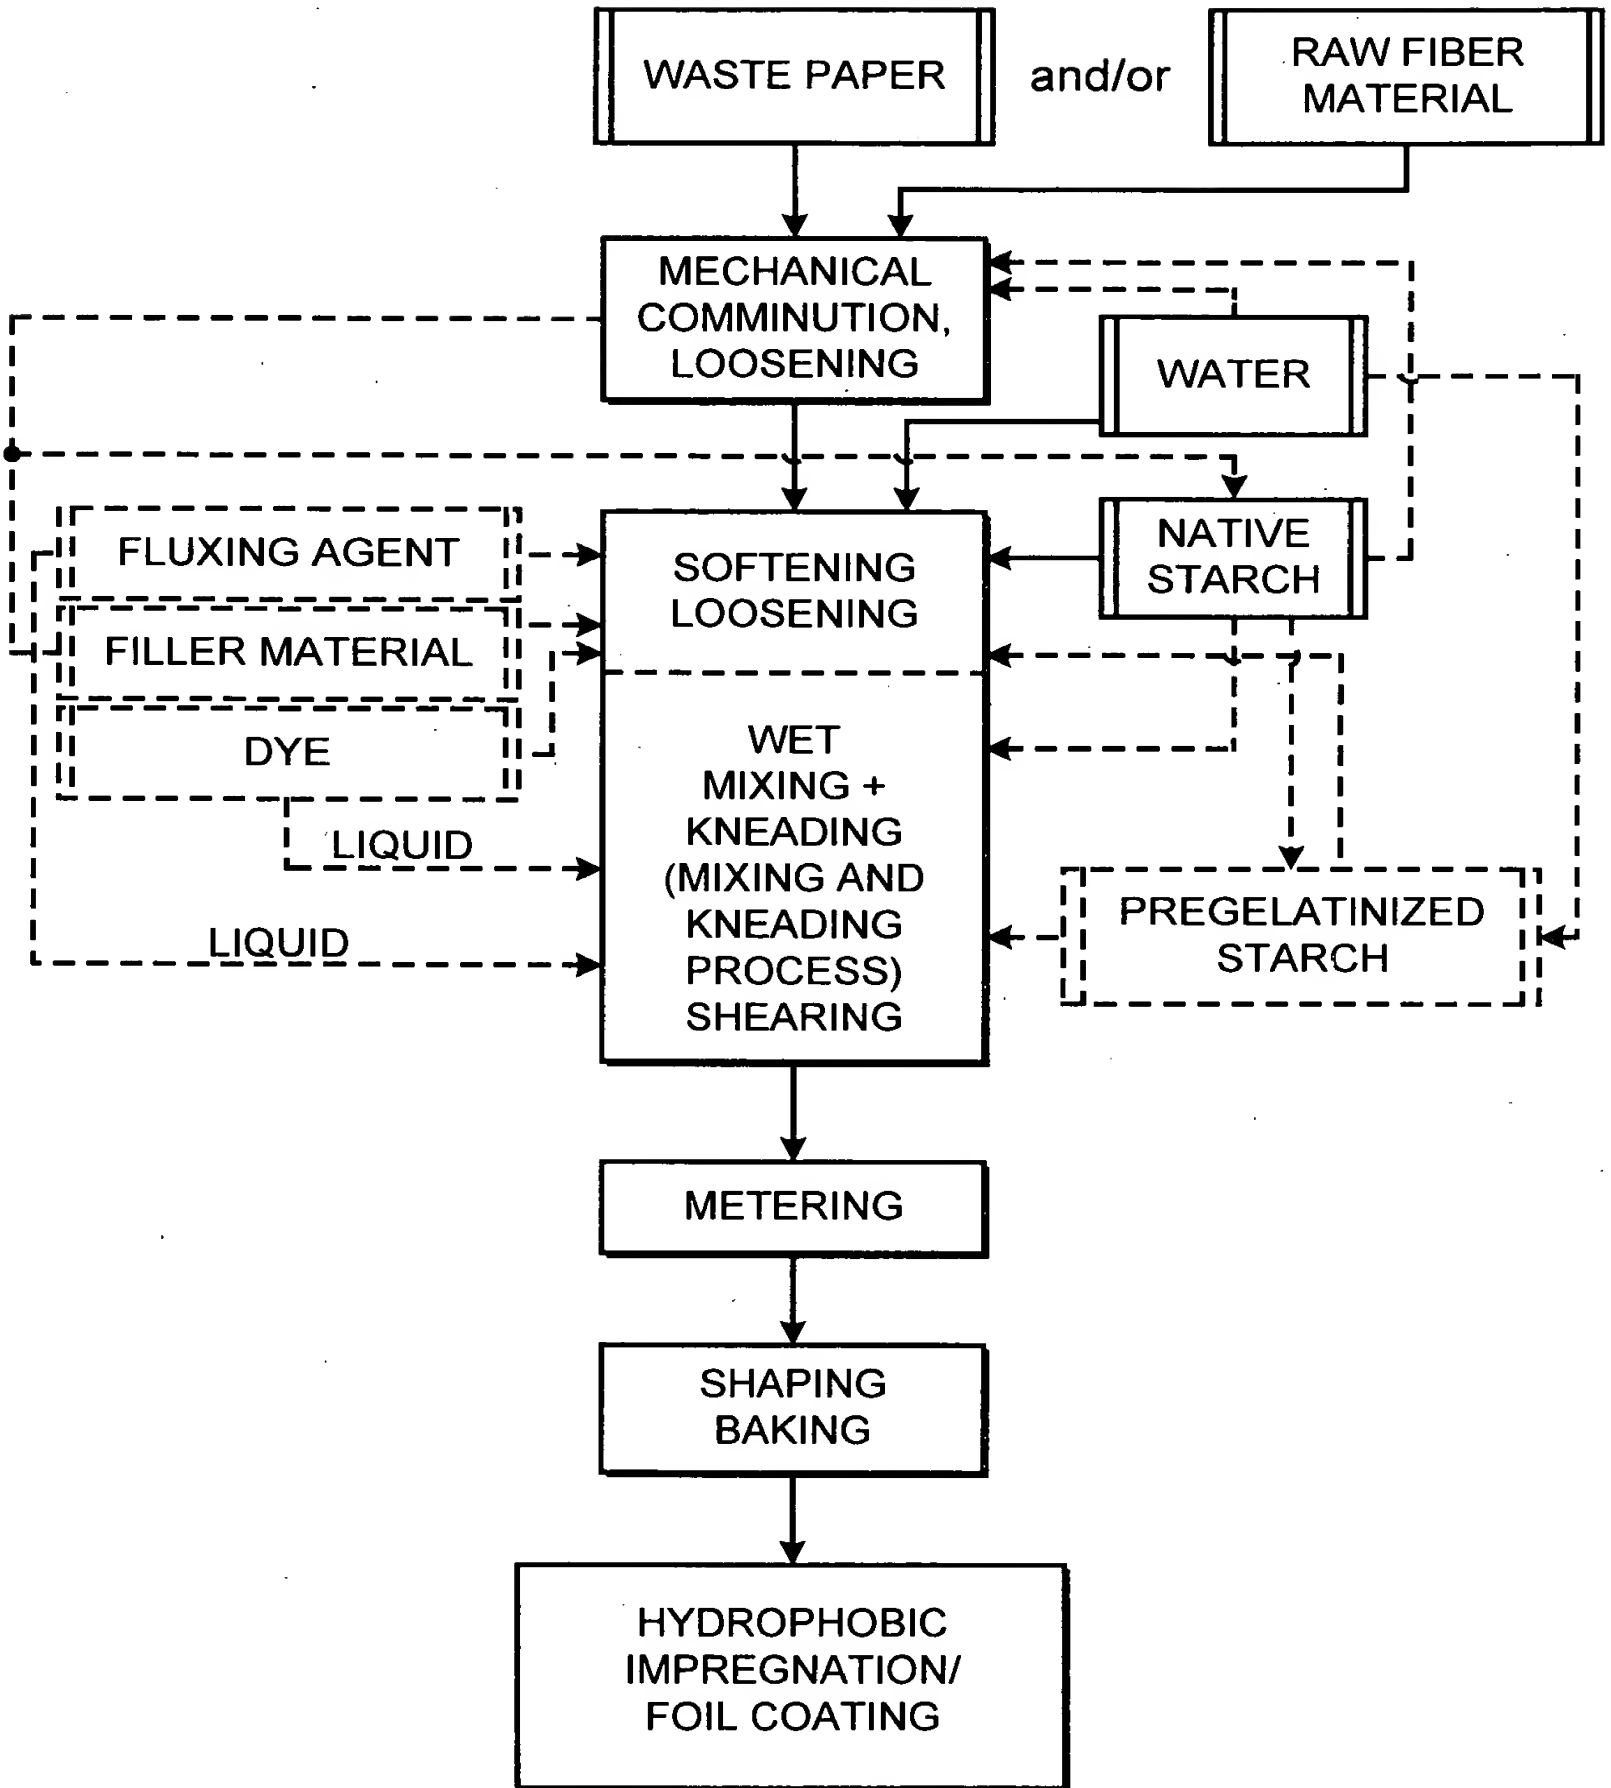 WASTE PAPER
and/or
RAW FIBER
MATERIAL
MECHANICAL
COMMINUTION,
LOOSENING
WATER
FLUXING AGENT
FILLER MATERIAL
DYE
LIQUID
LIQUID
SOFTENING
LOOSENING
NATIVE
STARCH
WET
MIXING +
KNEADING
(MIXING AND
KNEADING
PROCESS)
SHEARING
PREGELATINIZED
STARCH
METERING
SHAPING
BAKING
HYDROPHOBIC
IMPREGNATION/
FOIL COATING